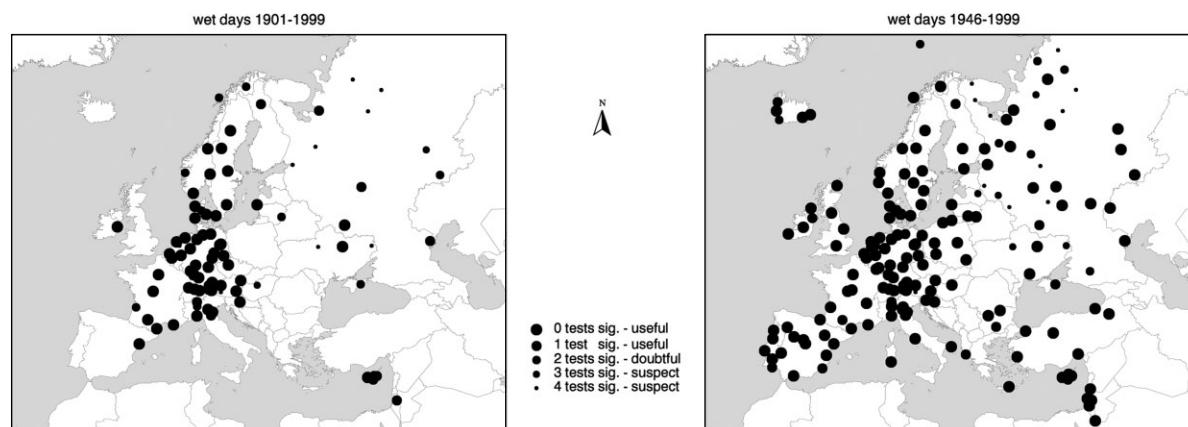 wet days 1901-1999
wet days 1946-1999
N
0 tests sig. - useful
1 test sig. - useful
2 tests sig. - doubtful
3 tests sig. - suspect
4 tests sig. - suspect